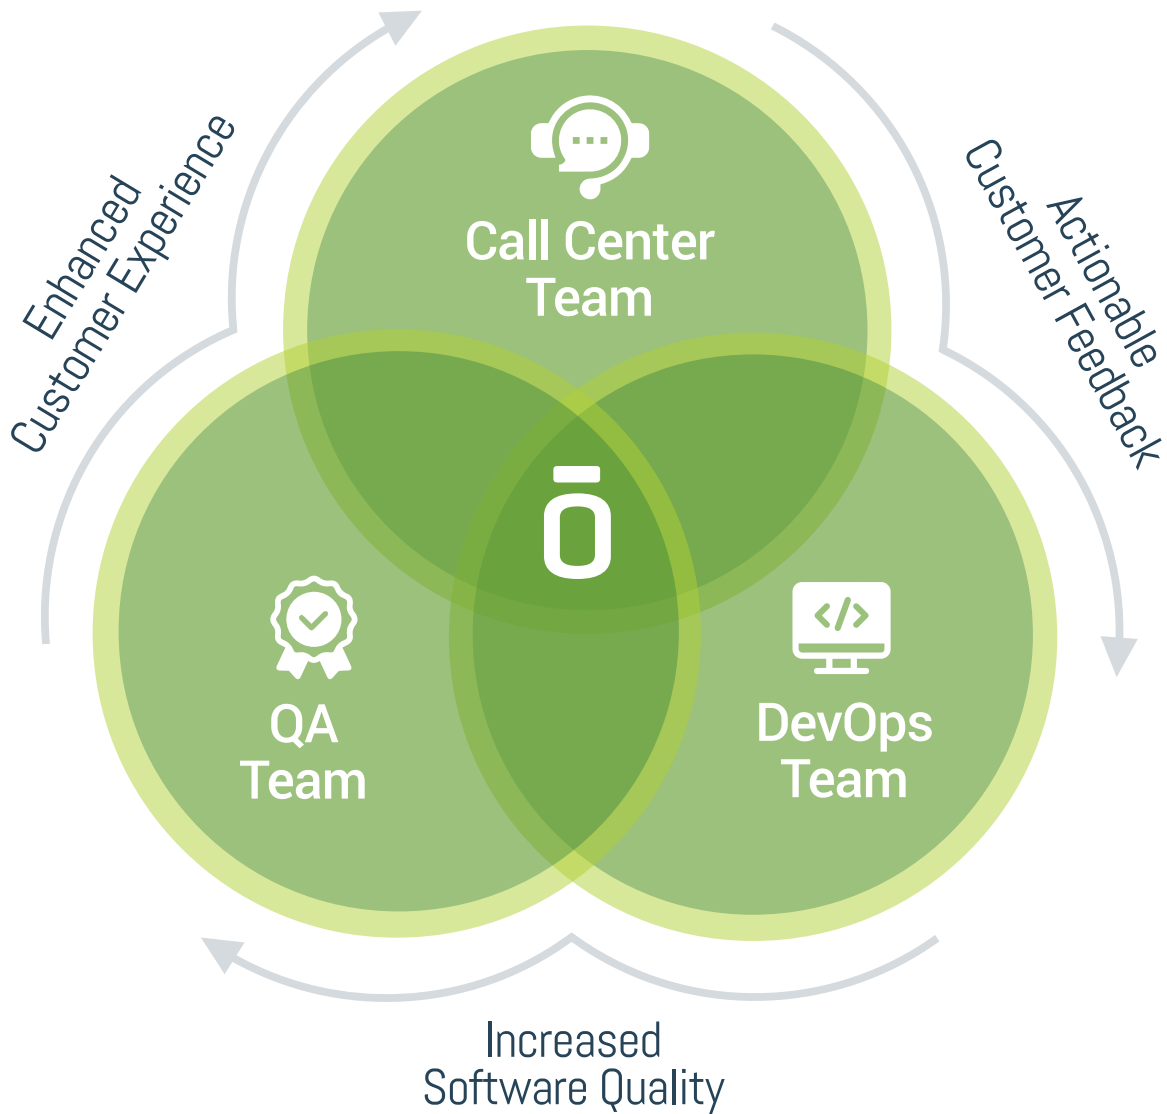 Enhanced
Customer Experience
Actionable
Customer Feedback
Call Center
Team
ō
QA
Team
</>
DevOps
Team
Increased
Software Quality